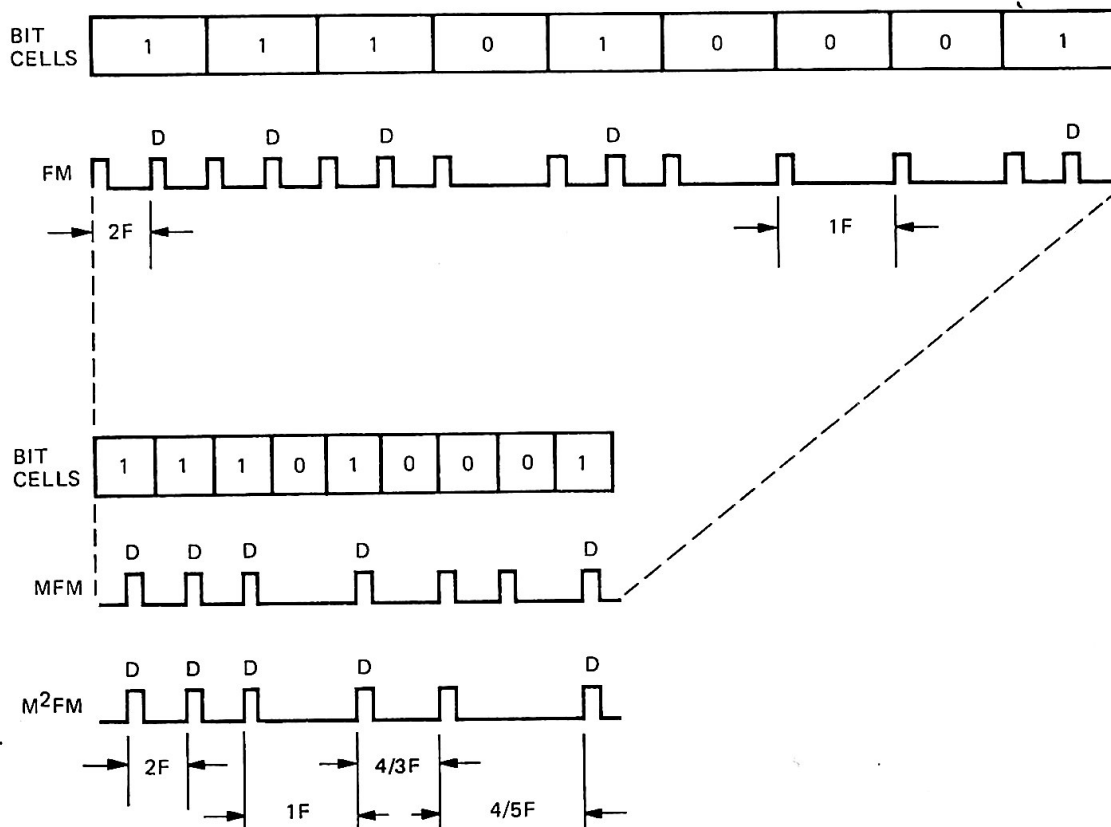 BIT CELLS 1 1 1 0 1 0 0 0 1
D D D D D
FM
2F 1F
BIT CELLS 1 1 1 0 1 0 0 0 1
D D D D D
MFM
D D D D D
M²FM
2F 4/3F
1F 4/5F